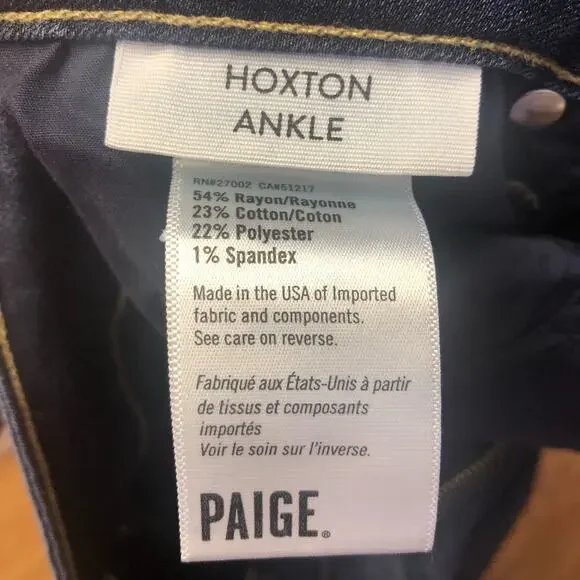 HOXTON
ANKLE
RN#27002 CA#51217
54% Rayon/Rayonne
23% Cotton/Coton
22% Polyester
1% Spandex
Made in the USA of Imported
fabric and components.
See care on reverse.
Fabriqué aux États-Unis à partir
de tissus et composants
importés
Voir le soin sur l'inverse.
PAIGE®